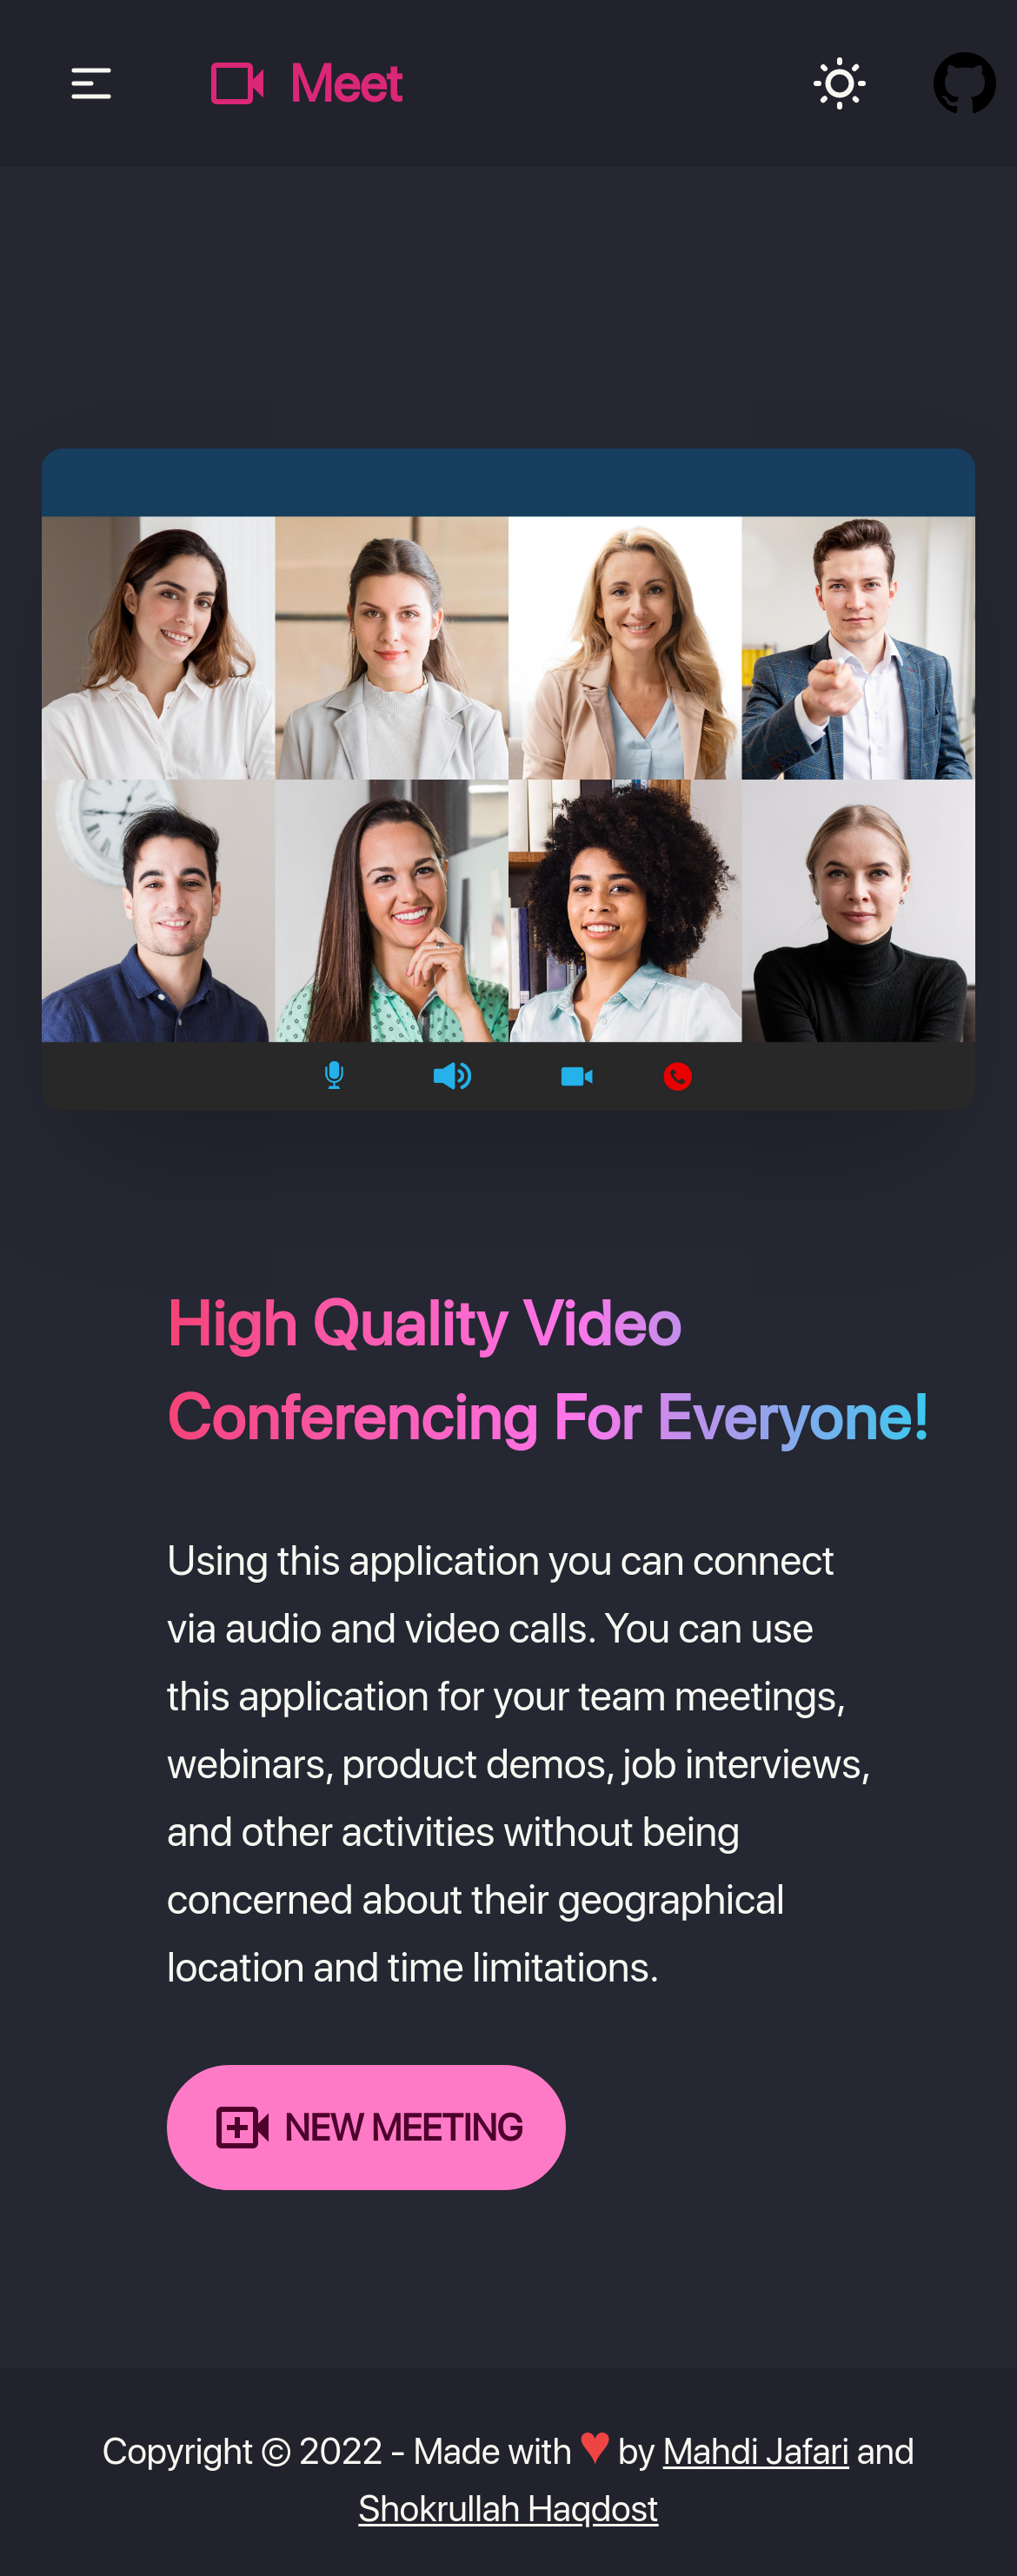 Meet
High Quality Video
Conferencing For Everyone!
Using this application you can connect
via audio and video calls. You can use
this application for your team meetings,
webinars, product demos, job interviews,
and other activities without being
concerned about their geographical
location and time limitations.
NEW MEETING
Copyright © 2022 - Made with ♥ by Mahdi Jafari and
Shokrullah Haqdost